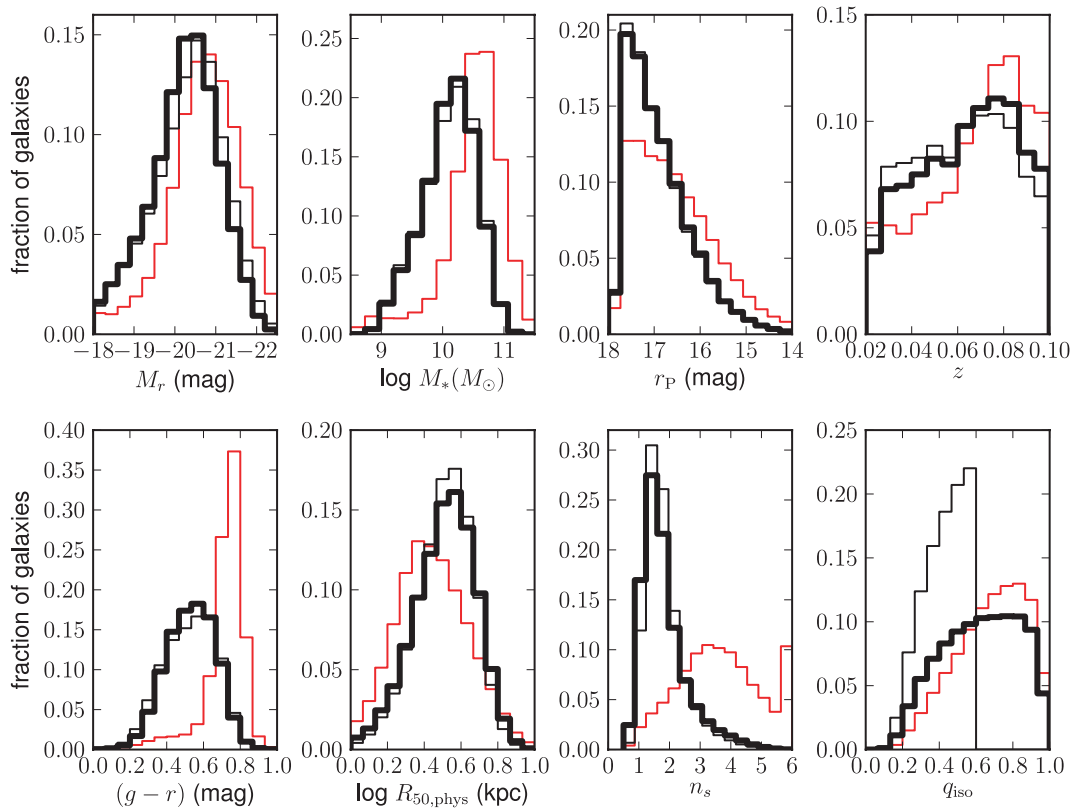 fraction of galaxies
0.15
0.10
0.05
0.00
−18−19−20−21−22
M_r (mag)
0.25
0.20
0.15
0.10
0.05
0.00
9 10 11
log M_*(M_⊙)
0.20
0.15
0.10
0.05
0.00
18 17 16 15 14
r_P (mag)
0.15
0.10
0.05
0.00
0.02 0.04 0.06 0.08 0.10
z
fraction of galaxies
0.40
0.35
0.30
0.25
0.20
0.15
0.10
0.05
0.00
0.0 0.2 0.4 0.6 0.8 1.0
(g − r) (mag)
0.20
0.15
0.10
0.05
0.00
0.0 0.2 0.4 0.6 0.8 1.0
log R_50,phys (kpc)
0.30
0.25
0.20
0.15
0.10
0.05
0.00
0 1 2 3 4 5 6
n_s
0.25
0.20
0.15
0.10
0.05
0.00
0.0 0.2 0.4 0.6 0.8 1.0
q_iso